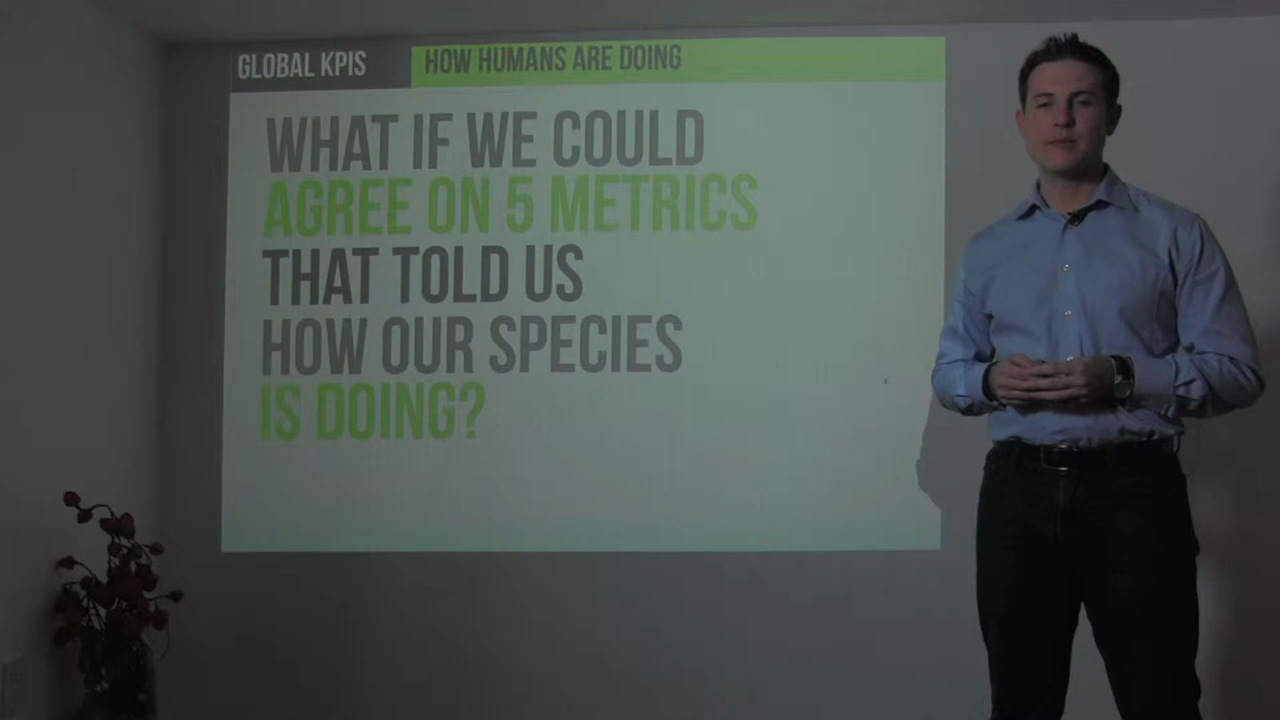 GLOBAL KPIS
HOW HUMANS ARE DOING
WHAT IF WE COULD
AGREE ON 5 METRICS
THAT TOLD US
HOW OUR SPECIES
IS DOING?